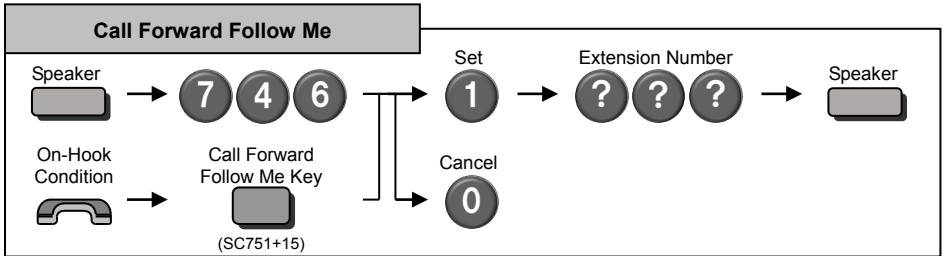 Call Forward Follow Me
Set Extension Number
Speaker Speaker
7 4 6 1 ? ? ?
On-Hook Call Forward
Condition Follow Me Key Cancel
0
(SC751+15)